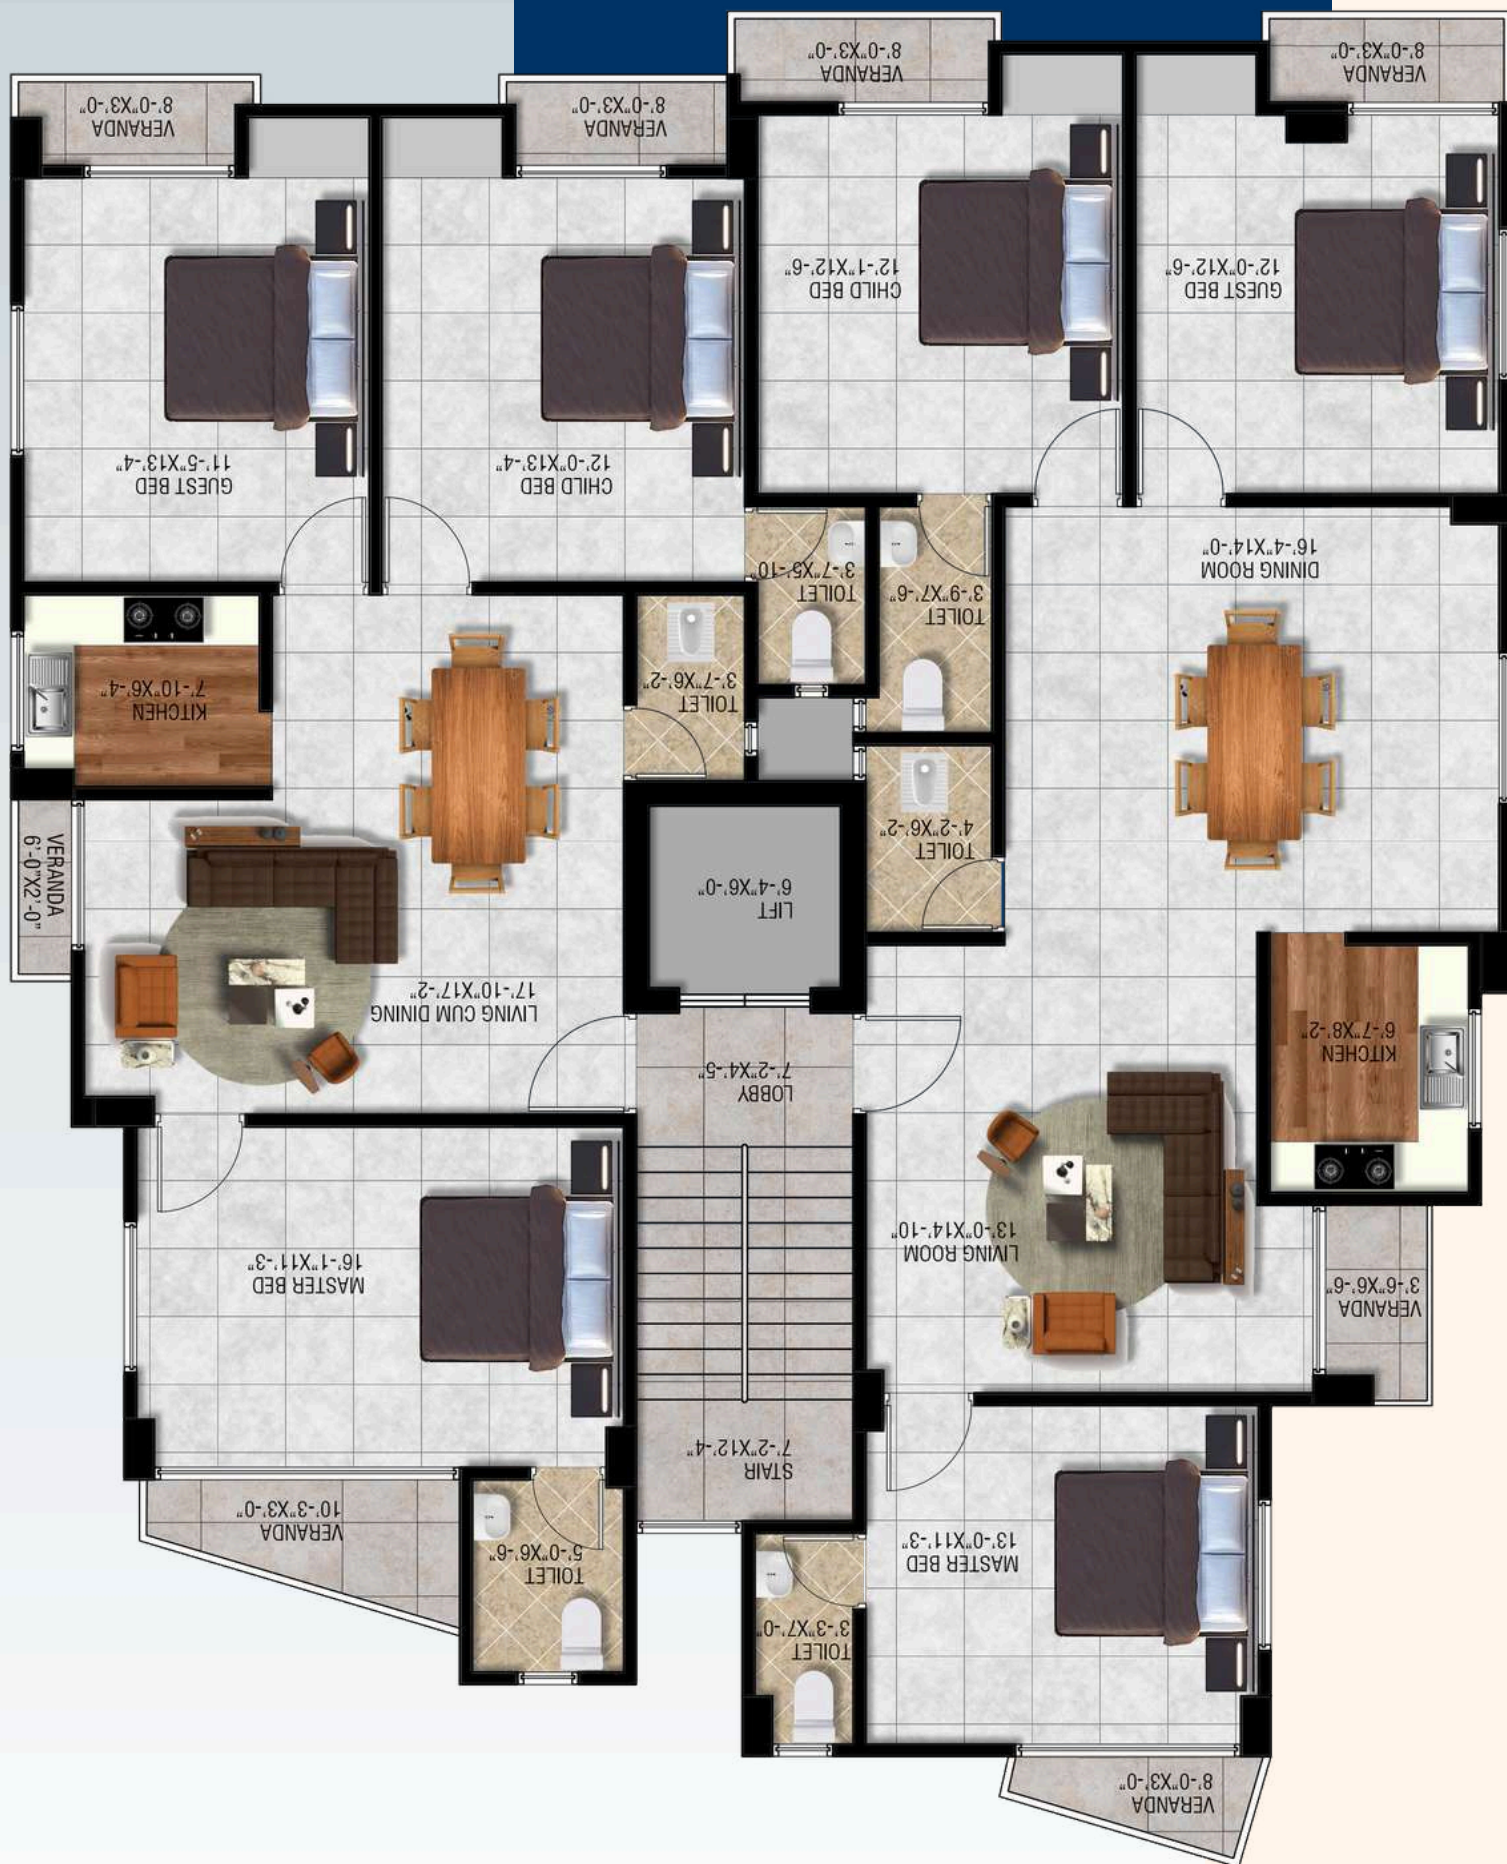 VERANDA
8'-0"X3'-0"
TOILET
3'-3"X7'-0"
MASTER BED
13'-0"X11'-3"
TOILET
5'-0"X6'-6"
VERANDA
10'-3"X3'-0"
STAIR
7'-2"X12'-4"
VERANDA
3'-6"X6'-6"
LIVING ROOM
13'-0"X14'-10"
MASTER BED
16'-1"X11'-3"
KITCHEN
6'-7"X8'-2"
LOBBY
7'-2"X4'-5"
LIVING CUM DINING
17'-10"X17'-2"
LIFT
6'-4"X6'-0"
VERANDA
6'-0"X2'-0"
TOILET
4'-2"X6'-2"
TOILET
3'-7"X6'-2"
KITCHEN
7'-10"X6'-4"
DINING ROOM
16'-4"X14'-0"
TOILET
3'-9"X7'-6"
TOILET
3'-7"X5'-10"
CHILD BED
12'-0"X13'-4"
GUEST BED
11'-5"X13'-4"
GUEST BED
12'-0"X12'-6"
CHILD BED
12'-1"X12'-6"
VERANDA
8'-0"X3'-0"
VERANDA
8'-0"X3'-0"
VERANDA
8'-0"X3'-0"
VERANDA
8'-0"X3'-0"